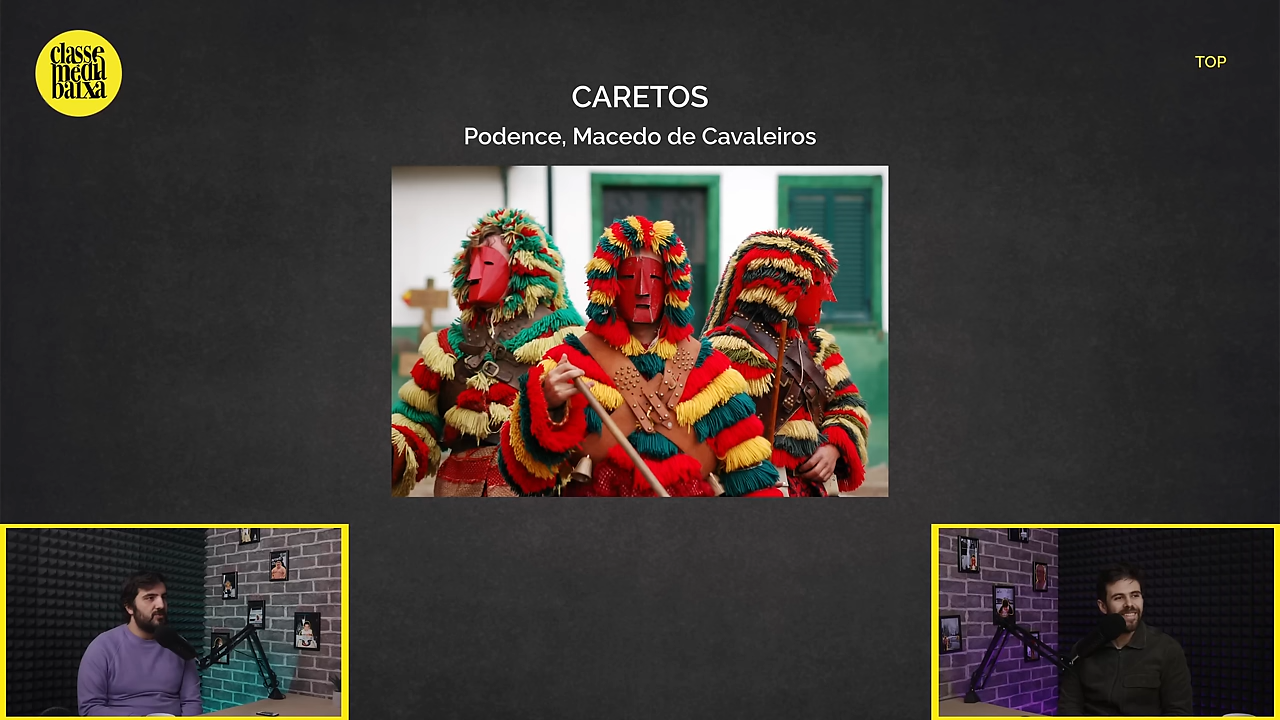 classe
media
baixa
TOP
CARETOS
Podence, Macedo de Cavaleiros